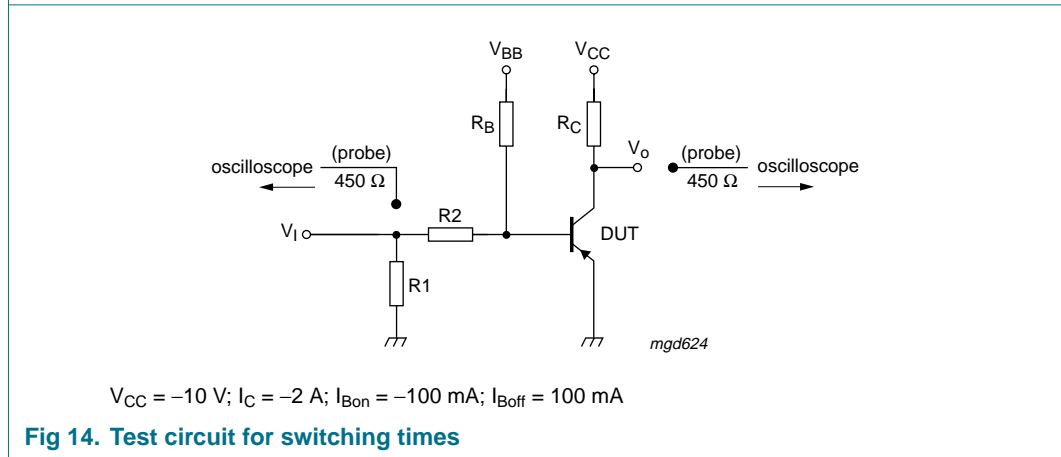 VBB
VCC
RB
RC
(probe)
oscilloscope
450 Ω
Vo
(probe)
oscilloscope
450 Ω
R2
VI
DUT
R1
mgd624
VCC = −10 V; IC = −2 A; IBon = −100 mA; IBoff = 100 mA
Fig 14. Test circuit for switching times